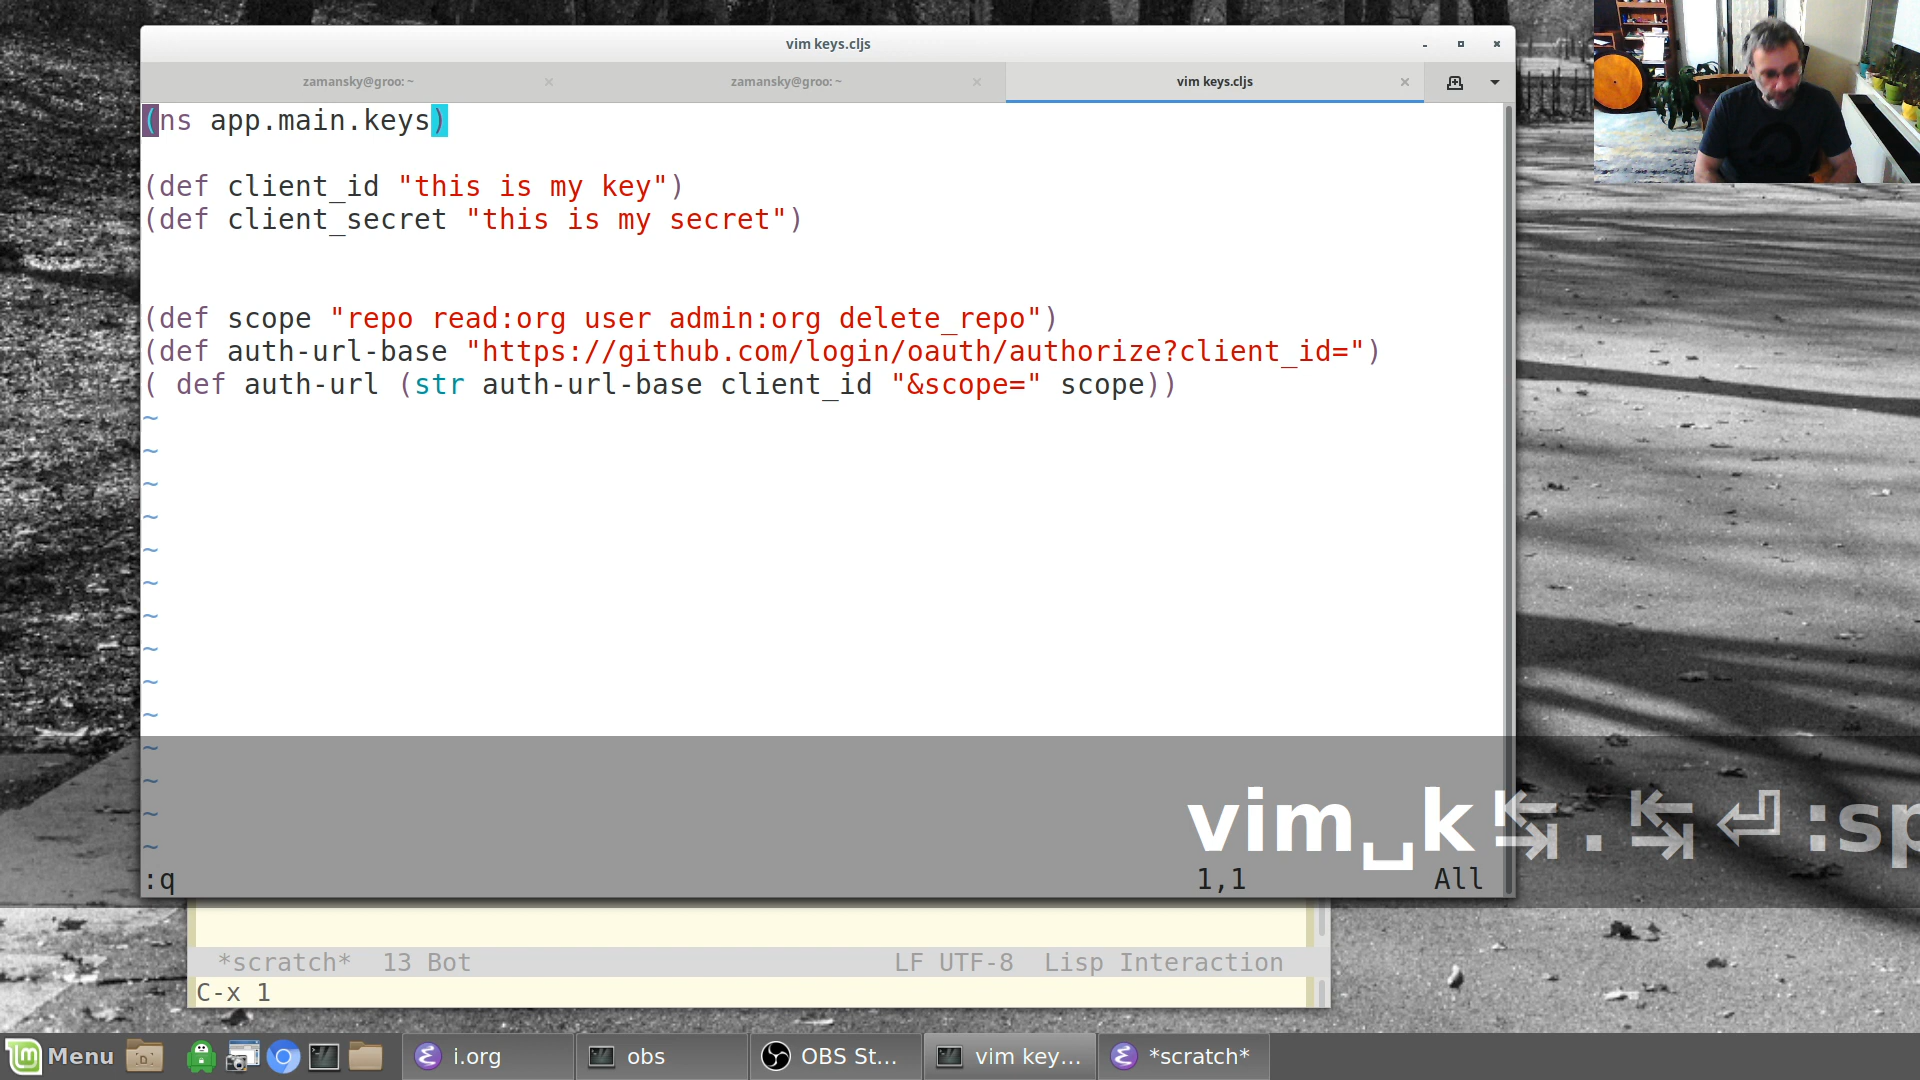 vim keys.cljs
zamansky@groo: ~
zamansky@groo: ~
vim keys.cljs
(ns app.main.keys)
(def client_id "this is my key")
(def client_secret "this is my secret")
(def scope "repo read:org user admin:org delete_repo")
(def auth-url-base "https://github.com/login/oauth/authorize?client_id=")
( def auth-url (str auth-url-base client_id "&scope=" scope))
~
~
~
~
~
~
~
~
~
~
~
~
~
~
vim␣k↹.↹⏎:sp
:q 1,1 All
*scratch* 13 Bot LF UTF-8 Lisp Interaction
C-x 1
Menu i.org obs OBS St... vim key... *scratch*